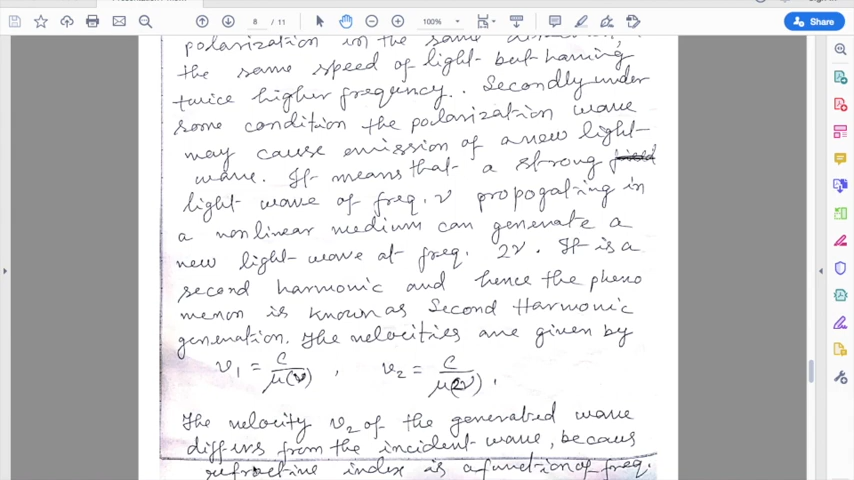 8 / 11
100%
Share
polarization in the same
the same speed of light but having
twice higher frequency. Secondly under
some condition the polarization wave
may cause emission of a new light
wave. It means that a strong
light wave of freq. ν propogating in
a nonlinear medium can generate a
new light wave at freq. 2ν. It is a
second harmonic and hence the pheno
menon is known as Second Harmonic
generation. The velocities are given by
v₁ = c/μ(ν) , v₂ = c/μ(2ν).
The velocity v₂ of the generated wave
differs from the incident wave, becaus
refractive index is a function of freq.